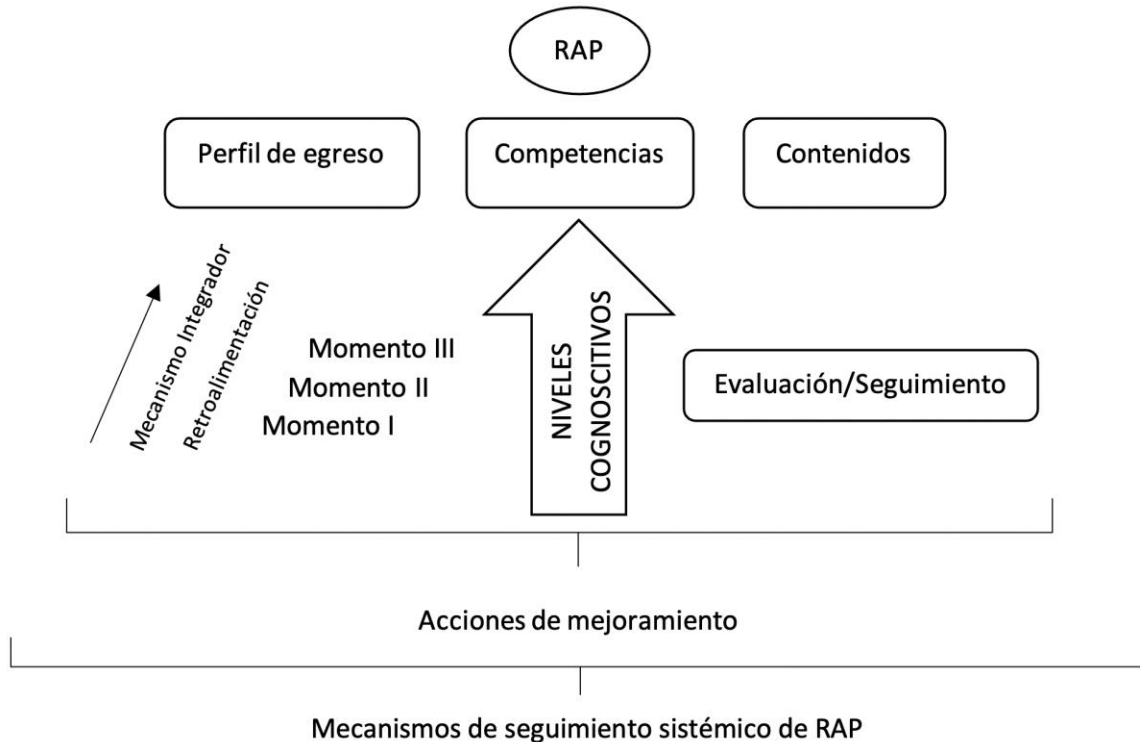 RAP
Perfil de egreso
Competencias
Contenidos
Mecanismo Integrador
Retroalimentación
Momento III
Momento II
Momento I
NIVELES
COGNOSCITIVOS
Evaluación/Seguimiento
Acciones de mejoramiento
Mecanismos de seguimiento sistémico de RAP